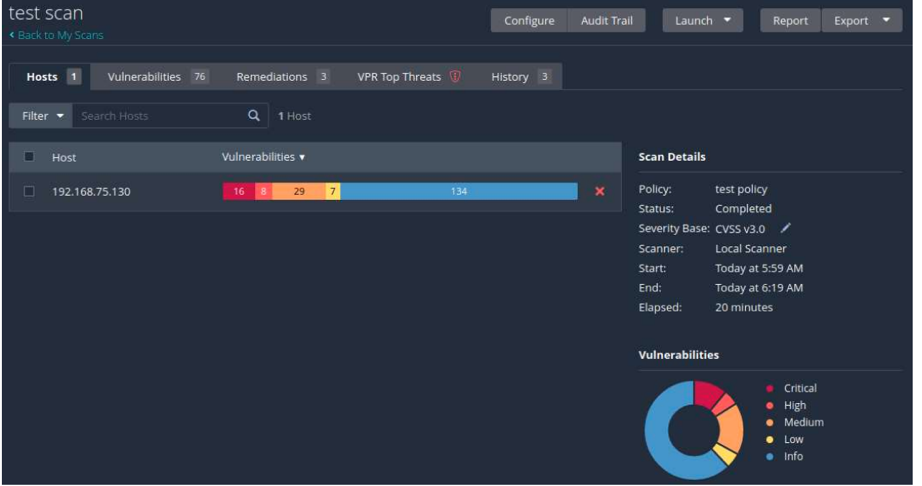 test scan
Back to My Scans
Configure Audit Trail Launch Report Export
Hosts 1 Vulnerabilities 76 Remediations 3 VPR Top Threats History 3
Filter Search Hosts 1 Host
Host Vulnerabilities
192.168.75.130 16 8 29 7 134
Scan Details
Policy: test policy
Status: Completed
Severity Base: CVSS v3.0
Scanner: Local Scanner
Start: Today at 5:59 AM
End: Today at 6:19 AM
Elapsed: 20 minutes
Vulnerabilities
Critical
High
Medium
Low
Info